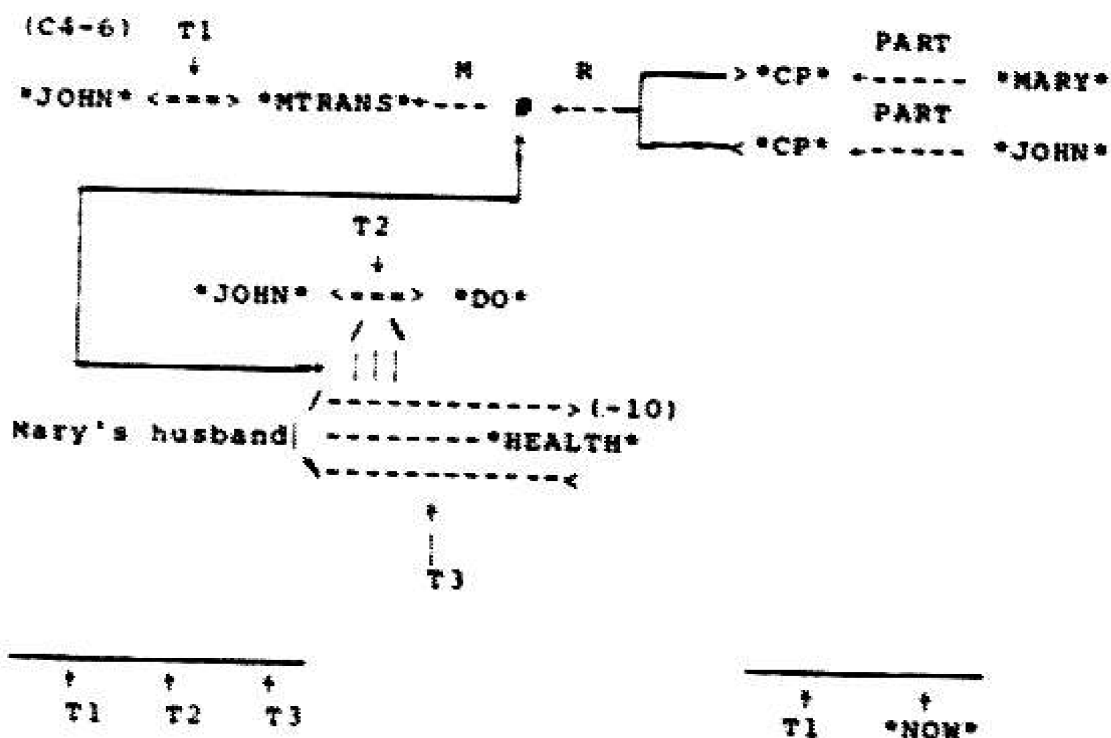 (C4-6) T1
PART
M R
*JOHN* <===> *MTRANS* *CP* *MARY*
PART
*CP* *JOHN*
T2
*JOHN* <===> *DO*
(-10)
Mary's husband *HEALTH*
T3
T1 T2 T3 T1 *NOW*